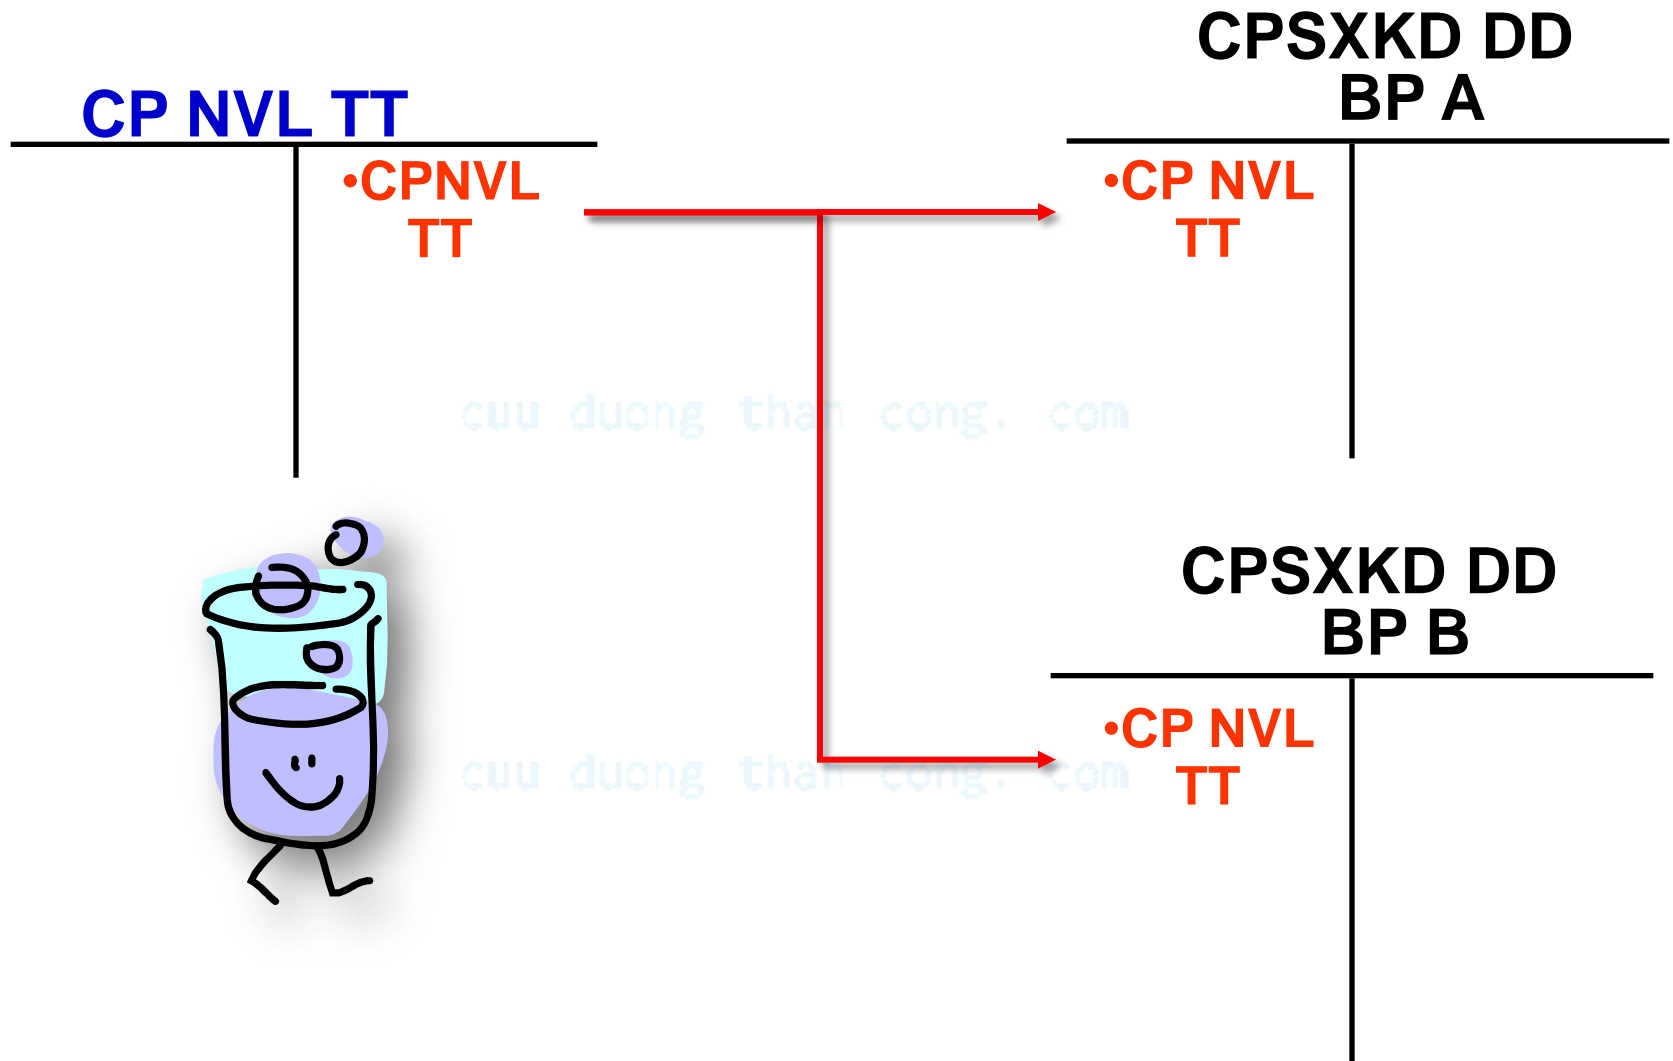 CP NVL TT
•CPNVL
TT
CPSXKD DD
BP A
•CP NVL
TT
cuu duong than cong. com
CPSXKD DD
BP B
•CP NVL
TT
cuu duong than cong. com